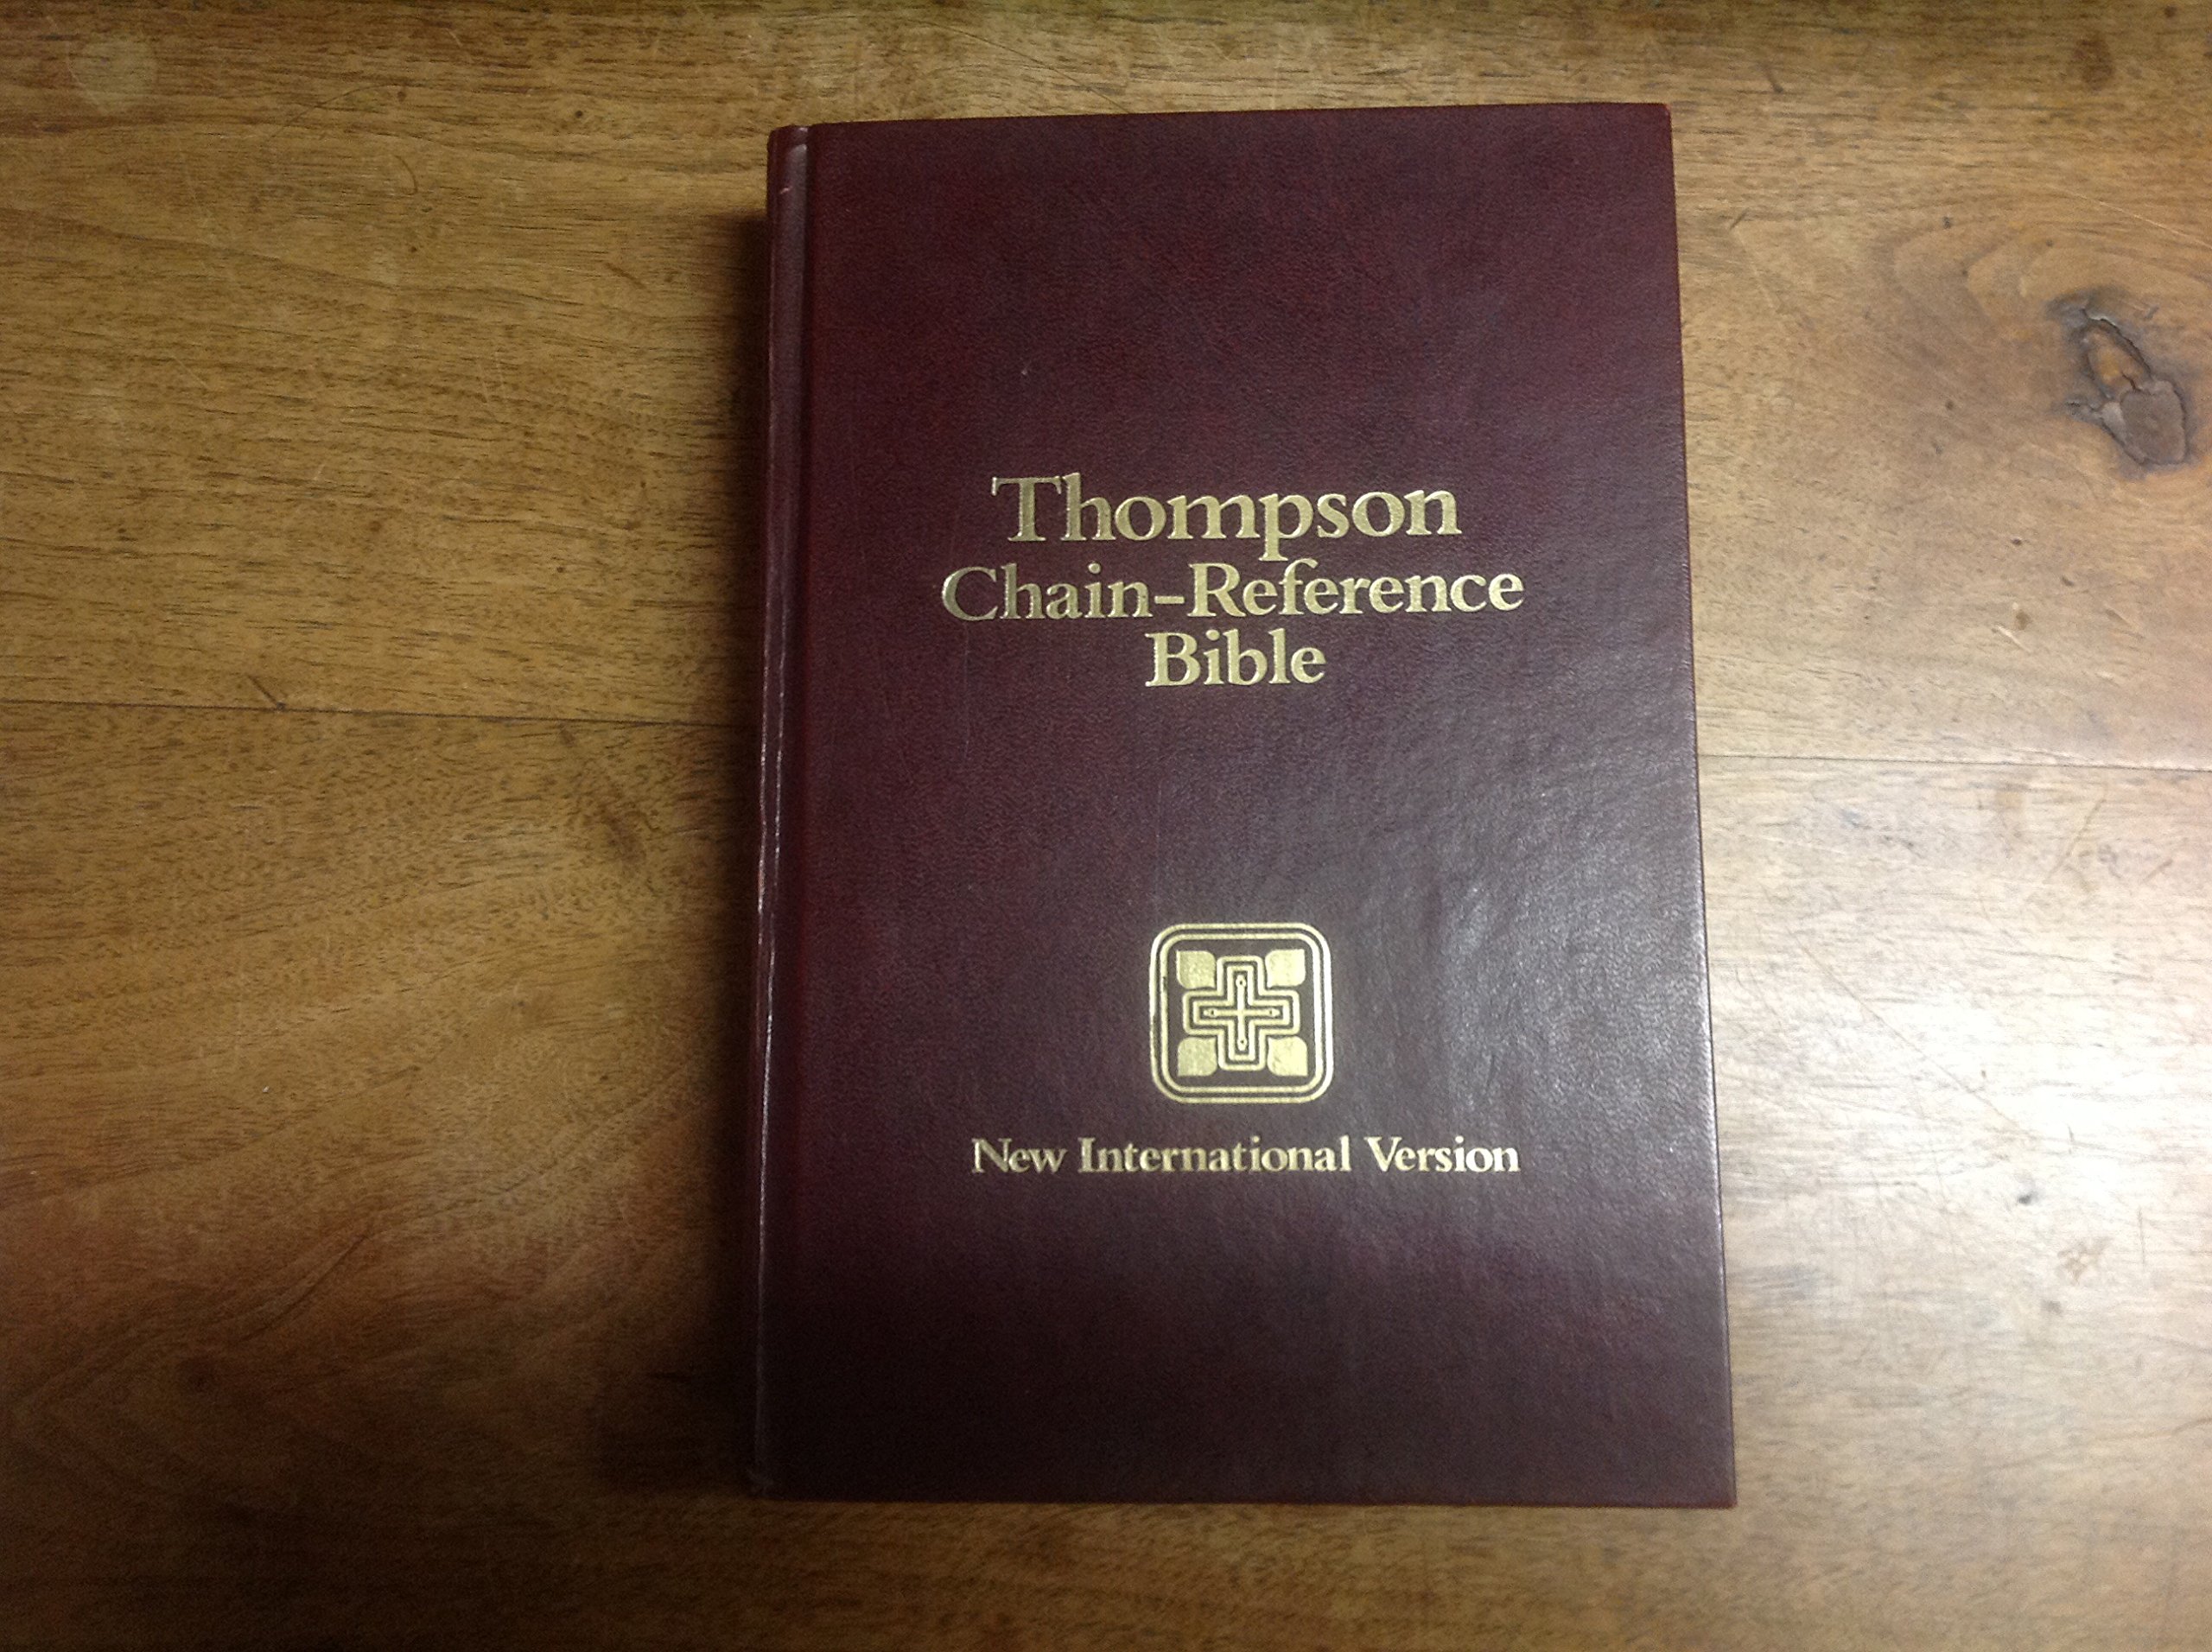 Thompson
Chain-Reference
Bible
New International Version